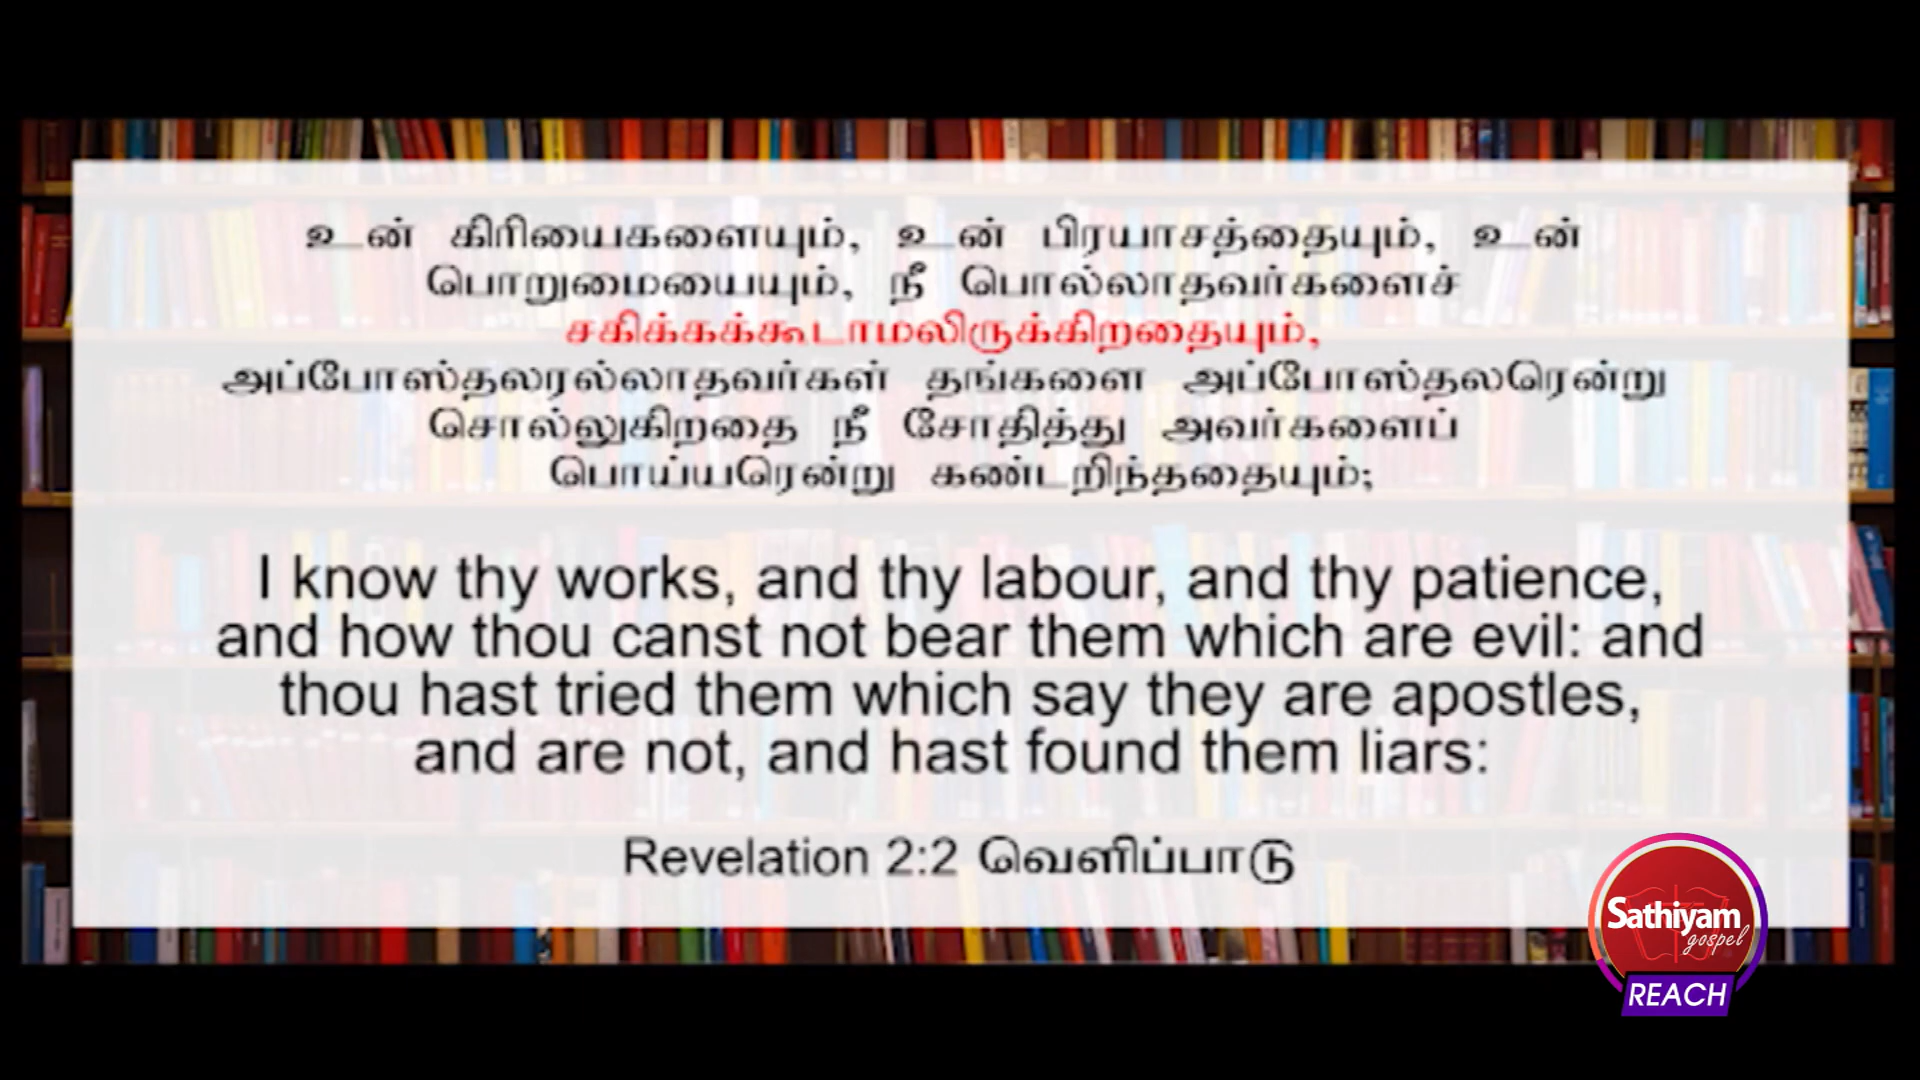 உன் கிரியைகளையும், உன் பிரயாசத்தையும், உன்
பொறுமையையும், நீ பொல்லாதவர்களைச்
சகிக்கக்கூடாமலிருக்கிறதையும்,
அப்போஸ்தலரல்லாதவர்கள் தங்களை அப்போஸ்தலரென்று
சொல்லுகிறதை நீ சோதித்து அவர்களைப்
பொய்யரென்று கண்டறிந்ததையும்;
I know thy works, and thy labour, and thy patience,
and how thou canst not bear them which are evil: and
thou hast tried them which say they are apostles,
and are not, and hast found them liars:
Revelation 2:2 வெளிப்பாடு
Sathiyam
gospel
REACH